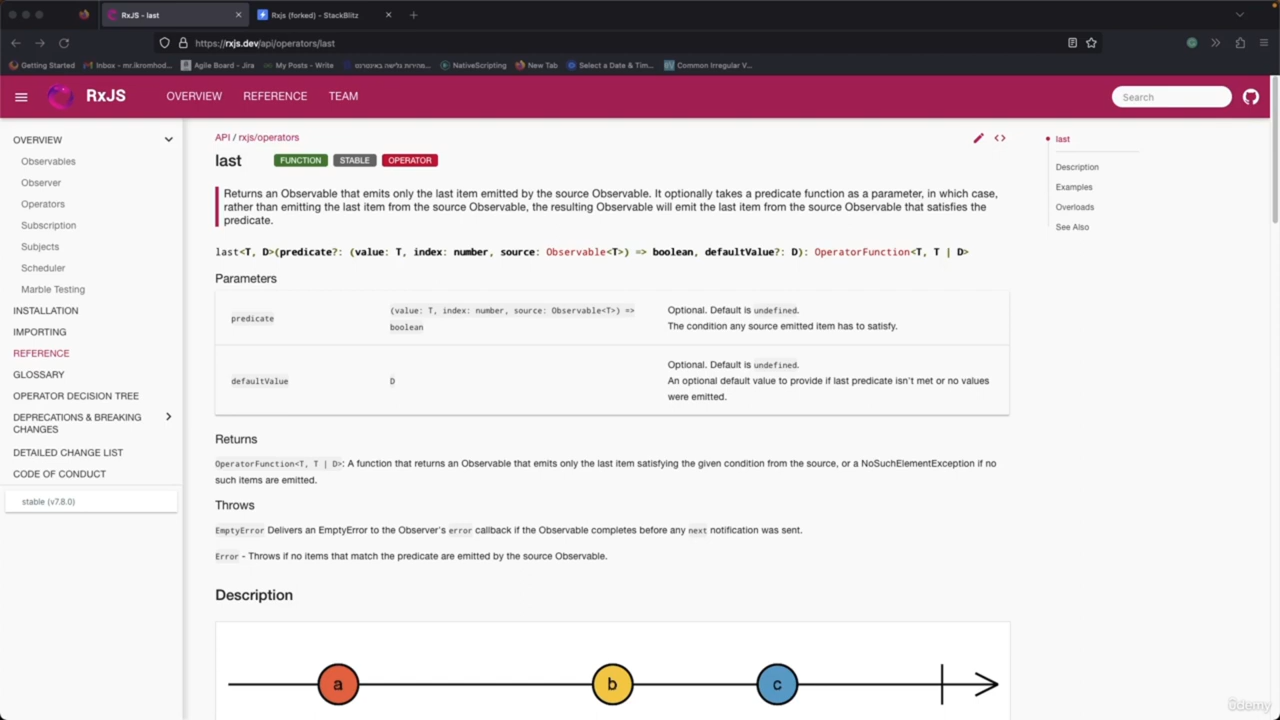 RxJS - last
Rxjs (forked) - StackBlitz
https://rxjs.dev/api/operators/last
Getting Started
Inbox - mr.ikromhod...
Agile Board - Jira
My Posts - Write
NativeScripting
New Tab
Select a Date & Tim...
Common Irregular V...
RxJS
OVERVIEW
REFERENCE
TEAM
Search
OVERVIEW
Observables
Observer
Operators
Subscription
Subjects
Scheduler
Marble Testing
INSTALLATION
IMPORTING
REFERENCE
GLOSSARY
OPERATOR DECISION TREE
DEPRECATIONS & BREAKING
CHANGES
DETAILED CHANGE LIST
CODE OF CONDUCT
stable (v7.8.0)
API / rxjs/operators
last FUNCTION STABLE OPERATOR
Returns an Observable that emits only the last item emitted by the source Observable. It optionally takes a predicate function as a parameter, in which case,
rather than emitting the last item from the source Observable, the resulting Observable will emit the last item from the source Observable that satisfies the
predicate.
last<T, D>(predicate?: (value: T, index: number, source: Observable<T>) => boolean, defaultValue?: D): OperatorFunction<T, T | D>
Parameters
predicate
(value: T, index: number, source: Observable<T>) =>
boolean
Optional. Default is undefined.
The condition any source emitted item has to satisfy.
defaultValue
D
Optional. Default is undefined.
An optional default value to provide if last predicate isn't met or no values
were emitted.
Returns
OperatorFunction<T, T | D>: A function that returns an Observable that emits only the last item satisfying the given condition from the source, or a NoSuchElementException if no
such items are emitted.
Throws
EmptyError Delivers an EmptyError to the Observer's error callback if the Observable completes before any next notification was sent.
Error - Throws if no items that match the predicate are emitted by the source Observable.
Description
a
b
c
last
Description
Examples
Overloads
See Also
ûdemy